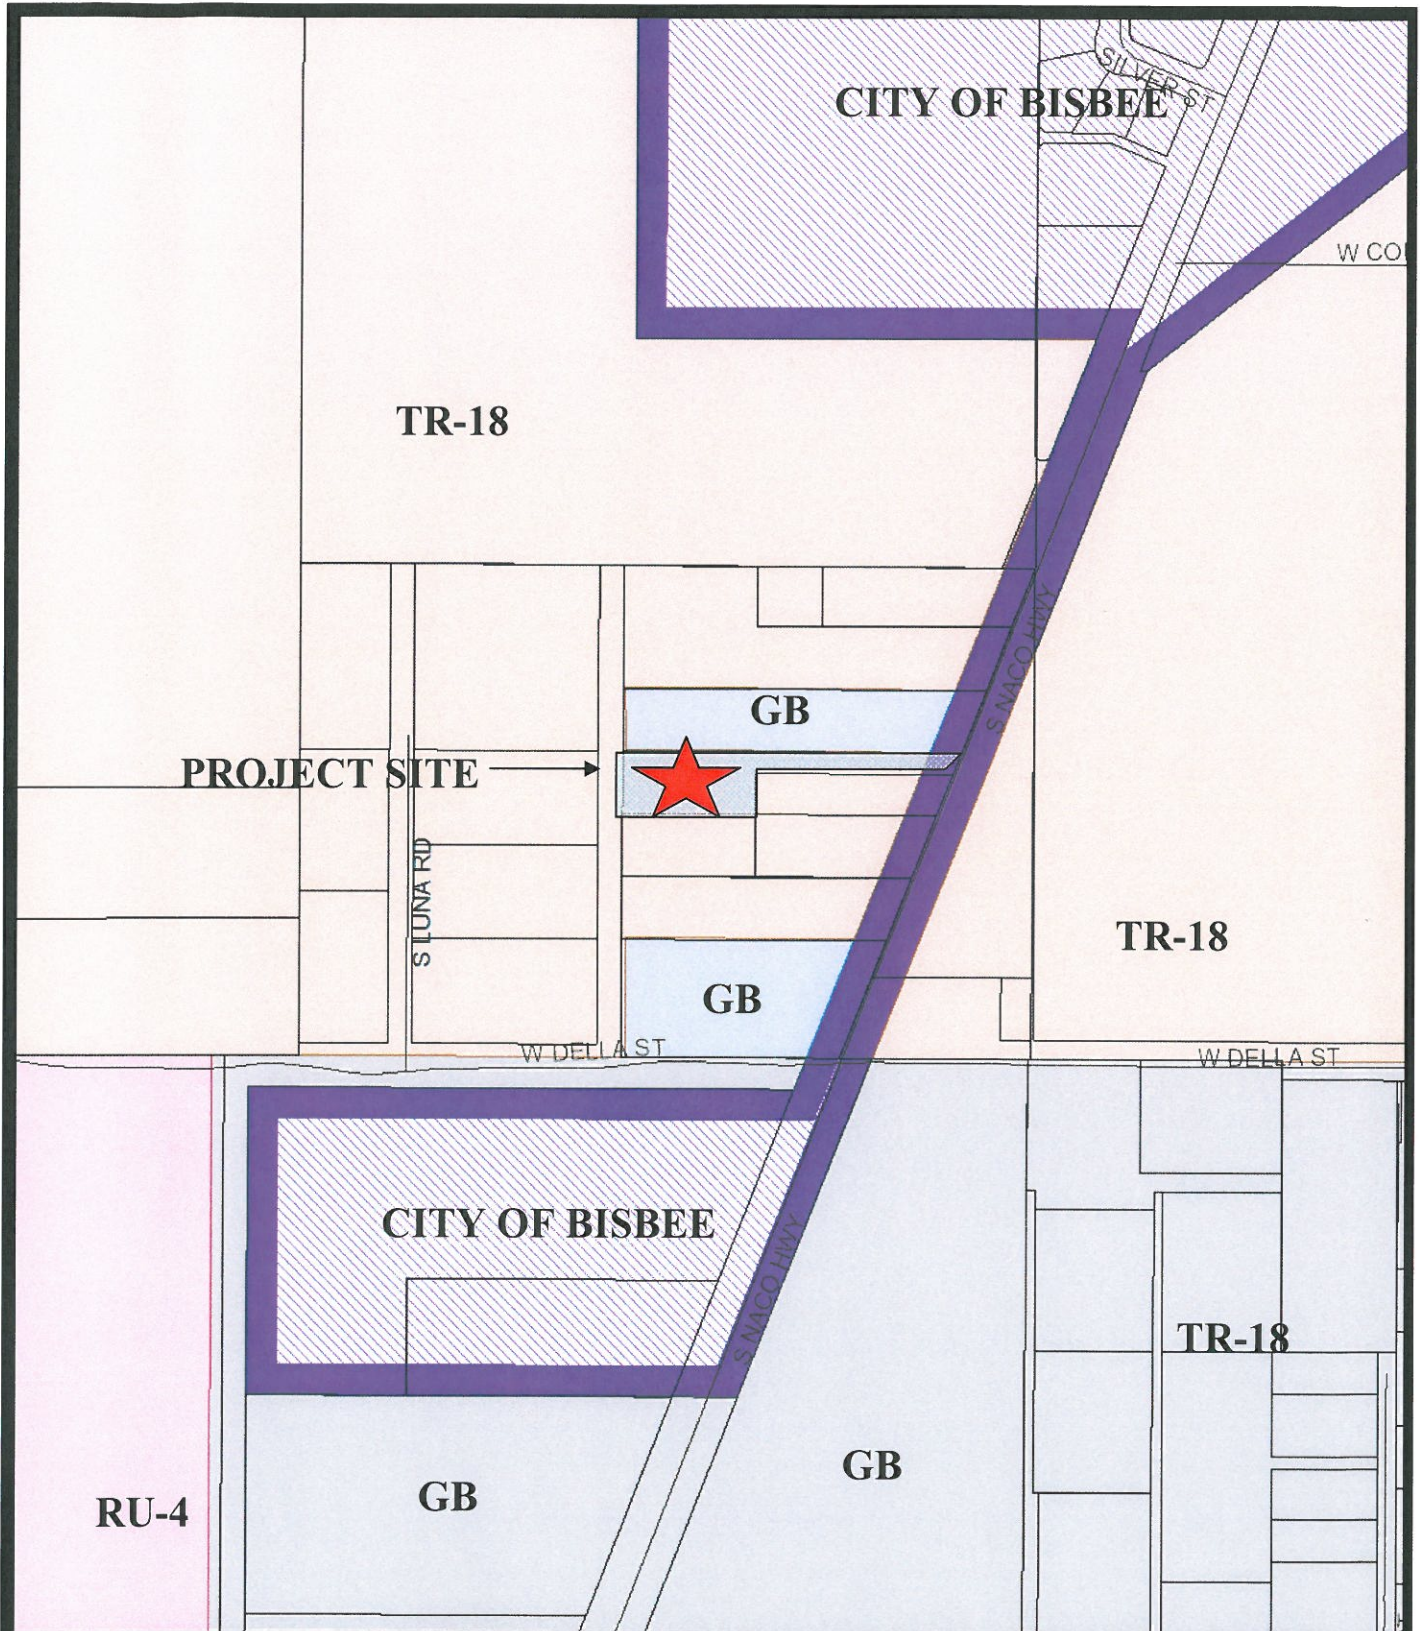 SILVER ST
CITY OF BISBEE
W CO
TR-18
S NACO HWY
GB
PROJECT SITE
S LUNA RD
TR-18
GB
W DELLA ST
W DELLA ST
CITY OF BISBEE
S NACO HWY
TR-18
GB
GB
RU-4